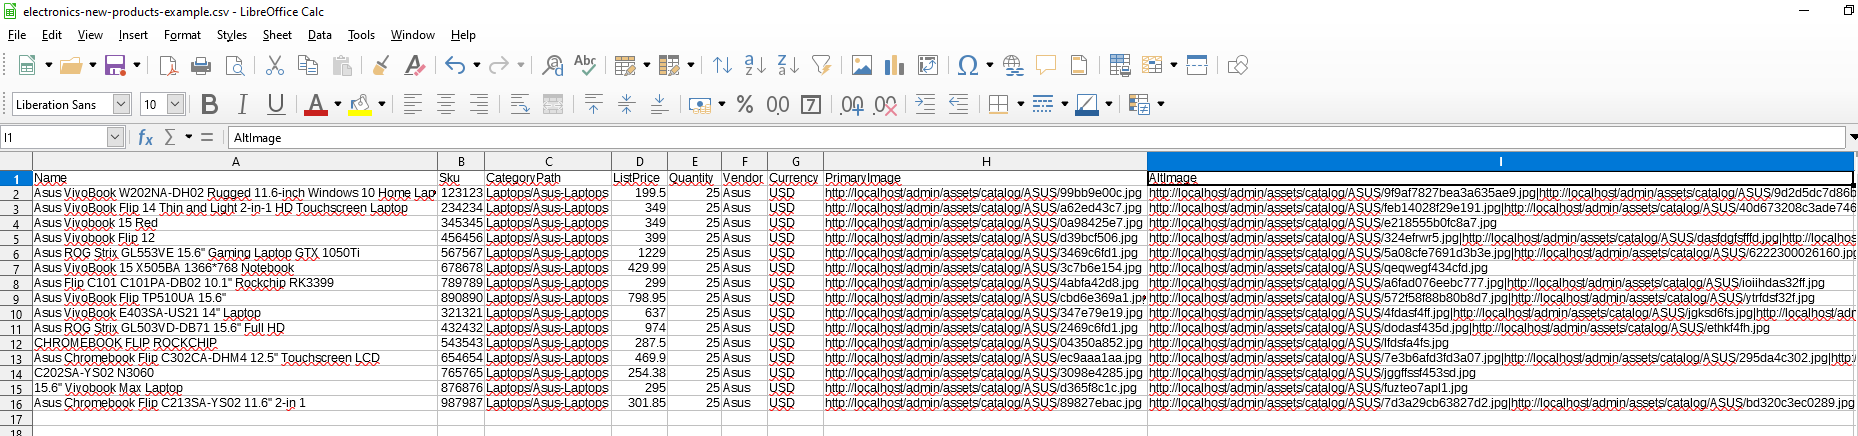 electronics-new-products-example.csv - LibreOffice Calc
File Edit View Insert Format Styles Sheet Data Tools Window Help
Liberation Sans 10
I1 AltImage
A B C D E F G H I
1 Name Sku CategoryPath ListPrice Quantity Vendor Currency PrimaryImage AltImage
2 Asus VivoBook W202NA-DH02 Rugged 11.6-inch Windows 10 Home Lap 123123 Laptops/Asus-Laptops 199.5 25 Asus USD http://localhost/admin/assets/catalog/ASUS/99bb9e00c.jpg http://localhost/admin/assets/catalog/ASUS/9f9af7827bea3a635ae9.jpg|http://localhost/admin/assets/catalog/ASUS/9d2d5dc7d86b
3 Asus VivoBook Flip 14 Thin and Light 2-in-1 HD Touchscreen Laptop 234234 Laptops/Asus-Laptops 349 25 Asus USD http://localhost/admin/assets/catalog/ASUS/a62ed43c7.jpg http://localhost/admin/assets/catalog/ASUS/feb14028f29e191.jpg|http://localhost/admin/assets/catalog/ASUS/40d673208c3ade746
4 Asus Vivobook 15 Red 345345 Laptops/Asus-Laptops 349 25 Asus USD http://localhost/admin/assets/catalog/ASUS/0a98425e7.jpg http://localhost/admin/assets/catalog/ASUS/e218555b0fc8a7.jpg
5 Asus Vivobook Flip 12 456456 Laptops/Asus-Laptops 399 25 Asus USD http://localhost/admin/assets/catalog/ASUS/d39bcf506.jpg http://localhost/admin/assets/catalog/ASUS/324efrwr5.jpg|http://localhost/admin/assets/catalog/ASUS/dasfdgfsfffd.jpg|http://localhos
6 Asus ROG Strix GL553VE 15.6" Gaming Laptop GTX 1050Ti 567567 Laptops/Asus-Laptops 1229 25 Asus USD http://localhost/admin/assets/catalog/ASUS/3469c6fd1.jpg http://localhost/admin/assets/catalog/ASUS/5a08cfe7691d3b3e.jpg|http://localhost/admin/assets/catalog/ASUS/6222300026160.jpg
7 Asus VivoBook 15 X505BA 1366*768 Notebook 678678 Laptops/Asus-Laptops 429.99 25 Asus USD http://localhost/admin/assets/catalog/ASUS/3c7b6e154.jpg http://localhost/admin/assets/catalog/ASUS/qeqwegf434cfd.jpg
8 Asus Flip C101 C101PA-DB02 10.1" Rockchip RK3399 789789 Laptops/Asus-Laptops 299 25 Asus USD http://localhost/admin/assets/catalog/ASUS/4abfa42d8.jpg http://localhost/admin/assets/catalog/ASUS/a6fad076eebc777.jpg|http://localhost/admin/assets/catalog/ASUS/ioiihdas32ff.jpg
9 Asus VivoBook Flip TP510UA 15.6" 890890 Laptops/Asus-Laptops 798.95 25 Asus USD http://localhost/admin/assets/catalog/ASUS/cbd6e369a1.jp http://localhost/admin/assets/catalog/ASUS/572f58f88b80b8d7.jpg|http://localhost/admin/assets/catalog/ASUS/ytrfdsf32f.jpg
10 Asus VivoBook E403SA-US21 14" Laptop 321321 Laptops/Asus-Laptops 637 25 Asus USD http://localhost/admin/assets/catalog/ASUS/347e79e19.jpg http://localhost/admin/assets/catalog/ASUS/4fdasf4ff.jpg|http://localhost/admin/assets/catalog/ASUS/jgksd6fs.jpg|http://localhost/adr
11 Asus ROG Strix GL503VD-DB71 15.6" Full HD 432432 Laptops/Asus-Laptops 974 25 Asus USD http://localhost/admin/assets/catalog/ASUS/2469c6fd1.jpg http://localhost/admin/assets/catalog/ASUS/dodasf435d.jpg|http://localhost/admin/assets/catalog/ASUS/ethkf4fh.jpg
12 CHROMEBOOK FLIP ROCKCHIP 543543 Laptops/Asus-Laptops 287.5 25 Asus USD http://localhost/admin/assets/catalog/ASUS/04350a852.jpg http://localhost/admin/assets/catalog/ASUS/lfdsfa4fs.jpg
13 Asus Chromebook Flip C302CA-DHM4 12.5" Touchscreen LCD 654654 Laptops/Asus-Laptops 469.9 25 Asus USD http://localhost/admin/assets/catalog/ASUS/ec9aaa1aa.jpg http://localhost/admin/assets/catalog/ASUS/7e3b6afd3fd3a07.jpg|http://localhost/admin/assets/catalog/ASUS/295da4c302.jpg|http:
14 C202SA-YS02 N3060 765765 Laptops/Asus-Laptops 254.38 25 Asus USD http://localhost/admin/assets/catalog/ASUS/3098e4285.jpg http://localhost/admin/assets/catalog/ASUS/jggffssf453sd.jpg
15 15.6" Vivobook Max Laptop 876876 Laptops/Asus-Laptops 295 25 Asus USD http://localhost/admin/assets/catalog/ASUS/d365f8c1c.jpg http://localhost/admin/assets/catalog/ASUS/fuzteo7apl1.jpg
16 Asus Chromebook Flip C213SA-YS02 11.6" 2-in 1 987987 Laptops/Asus-Laptops 301.85 25 Asus USD http://localhost/admin/assets/catalog/ASUS/89827ebac.jpg http://localhost/admin/assets/catalog/ASUS/7d3a29cb63827d2.jpg|http://localhost/admin/assets/catalog/ASUS/bd320c3ec0289.jpg
17
18